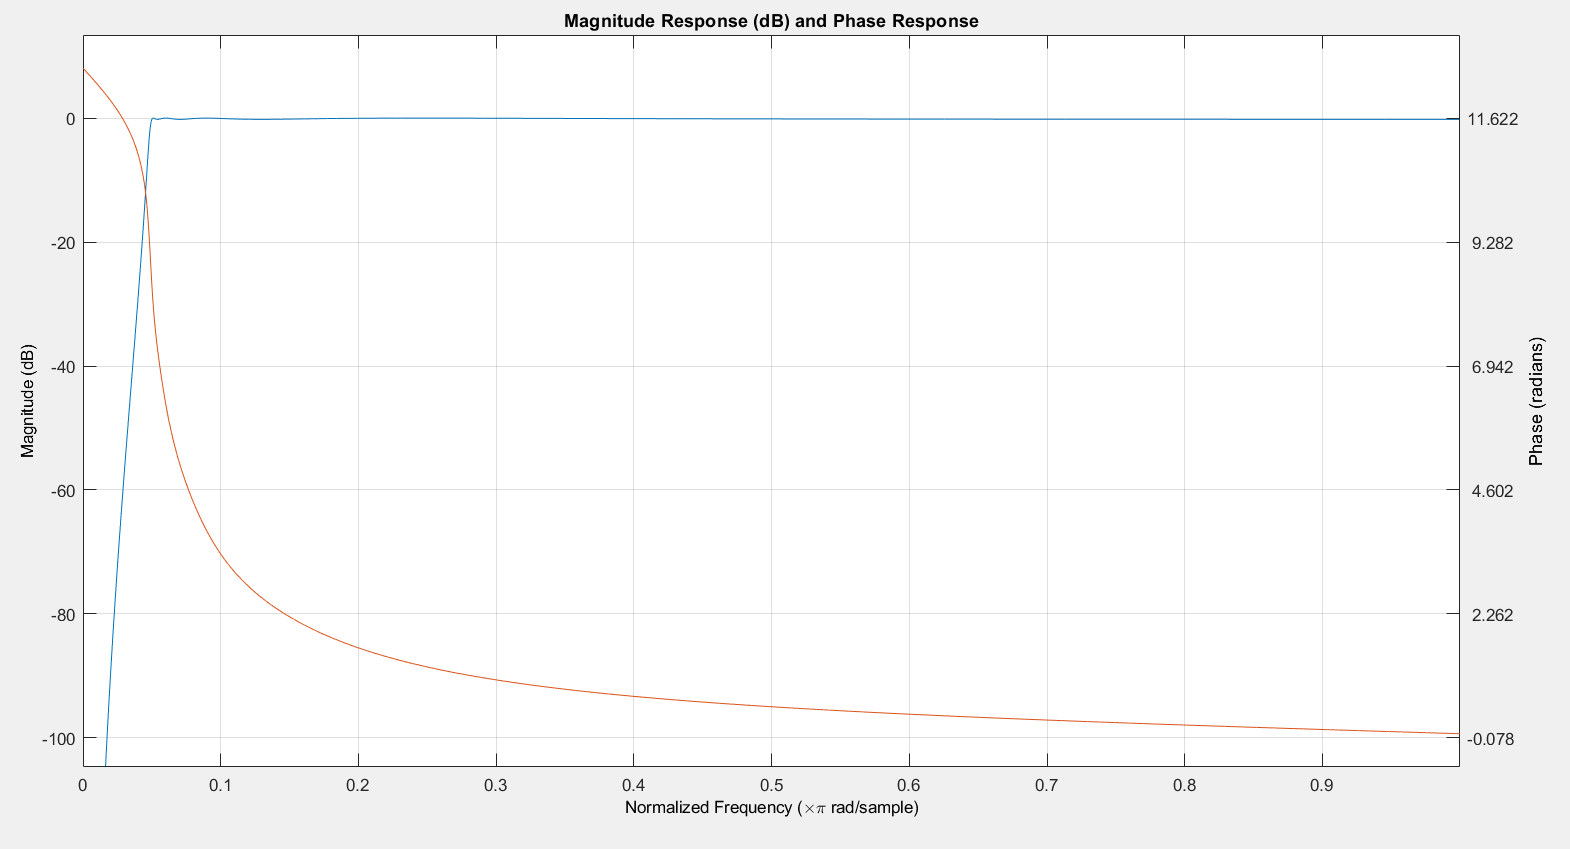 Magnitude Response (dB) and Phase Response
0
-20
-40
-60
-80
-100
Magnitude (dB)
11.622
9.282
6.942
4.602
2.262
-0.078
Phase (radians)
0 0.1 0.2 0.3 0.4 0.5 0.6 0.7 0.8 0.9
Normalized Frequency (×π rad/sample)